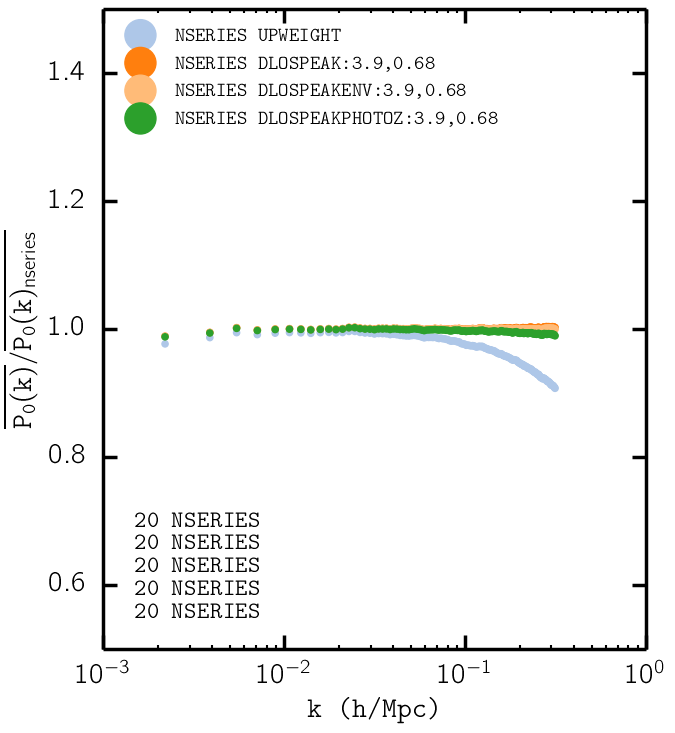 NSERIES UPWEIGHT
NSERIES DLOSPEAK:3.9,0.68
NSERIES DLOSPEAKENV:3.9,0.68
NSERIES DLOSPEAKPHOTOZ:3.9,0.68
1.4
1.2
1.0
0.8
0.6
P₀(k)/P₀(k)nseries
20 NSERIES
20 NSERIES
20 NSERIES
20 NSERIES
20 NSERIES
10⁻³ 10⁻² 10⁻¹ 10⁰
k (h/Mpc)